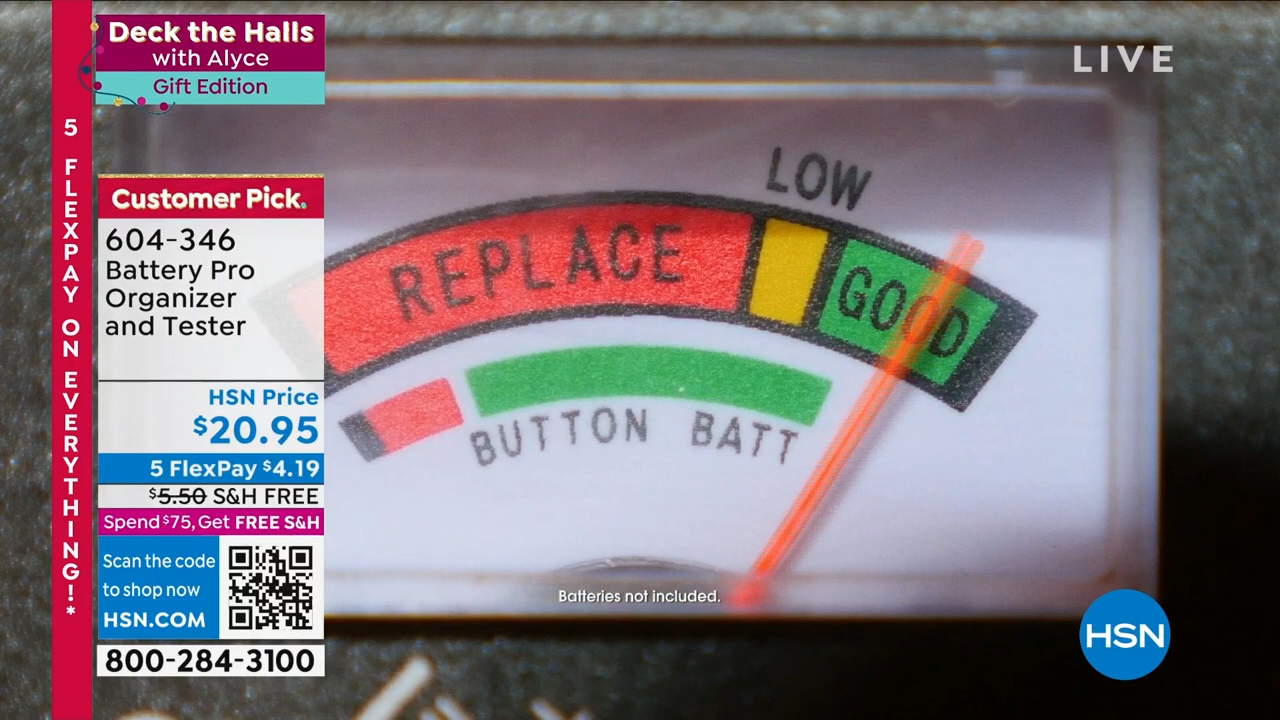 Deck the Halls
with Alyce
Gift Edition
LIVE
5 FLEXPAY ON EVERYTHING!*
Customer Pick.
604-346
Battery Pro
Organizer
and Tester
HSN Price
$20.95
5 FlexPay $4.19
$5.50 S&H FREE
Spend $75, Get FREE S&H
Scan the code
to shop now
HSN.COM
800-284-3100
LOW
REPLACE
GOOD
BUTTON BATT
Batteries not included.
HSN